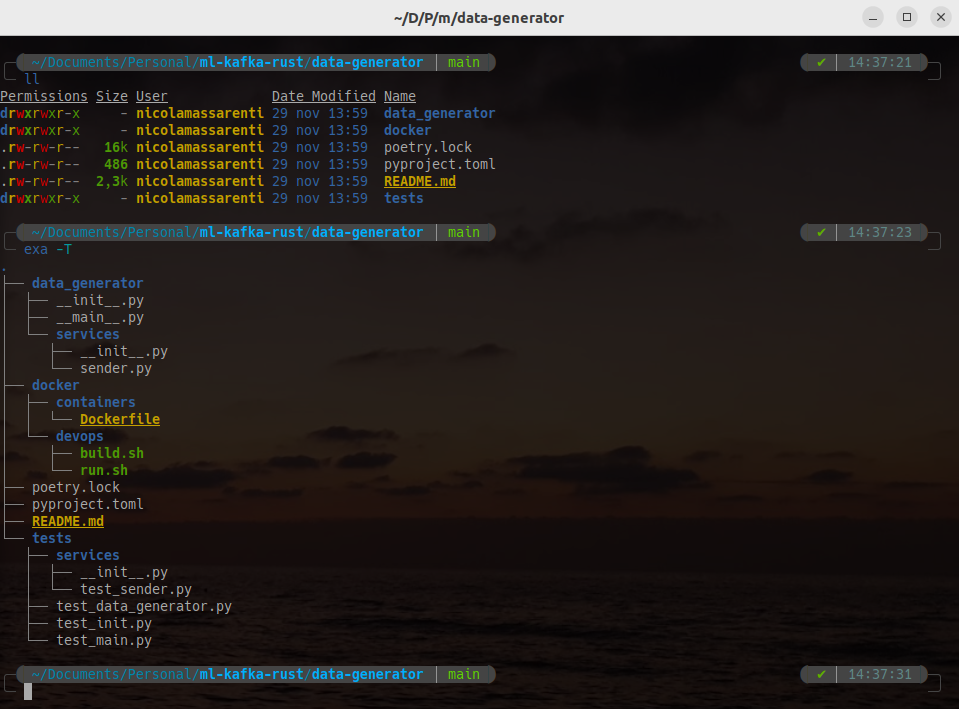 ~/D/P/m/data-generator
~/Documents/Personal/ml-kafka-rust/data-generator | main ✔ | 14:37:21
ll
Permissions Size User Date Modified Name
drwxrwxr-x - nicolamassarenti 29 nov 13:59 data_generator
drwxrwxr-x - nicolamassarenti 29 nov 13:59 docker
.rw-rw-r-- 16k nicolamassarenti 29 nov 13:59 poetry.lock
.rw-rw-r-- 486 nicolamassarenti 29 nov 13:59 pyproject.toml
.rw-rw-r-- 2,3k nicolamassarenti 29 nov 13:59 README.md
drwxrwxr-x - nicolamassarenti 29 nov 13:59 tests
~/Documents/Personal/ml-kafka-rust/data-generator | main ✔ | 14:37:23
exa -T
.
├── data_generator
│  ├── __init__.py
│  ├── __main__.py
│  └── services
│     ├── __init__.py
│     └── sender.py
├── docker
│  ├── containers
│  │  └── Dockerfile
│  └── devops
│     ├── build.sh
│     └── run.sh
├── poetry.lock
├── pyproject.toml
├── README.md
└── tests
   ├── services
   │  ├── __init__.py
   │  └── test_sender.py
   ├── test_data_generator.py
   ├── test_init.py
   └── test_main.py
~/Documents/Personal/ml-kafka-rust/data-generator | main ✔ | 14:37:31